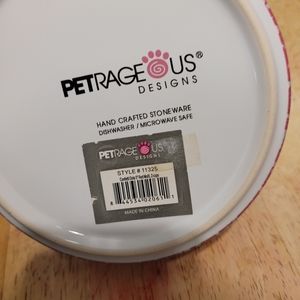 PETRAGEOUS®
DESIGNS
HAND CRAFTED STONEWARE
DISHWASHER / MICROWAVE SAFE
PETRAGEOUS
DESIGNS
STYLE # 11325
MADE IN CHINA